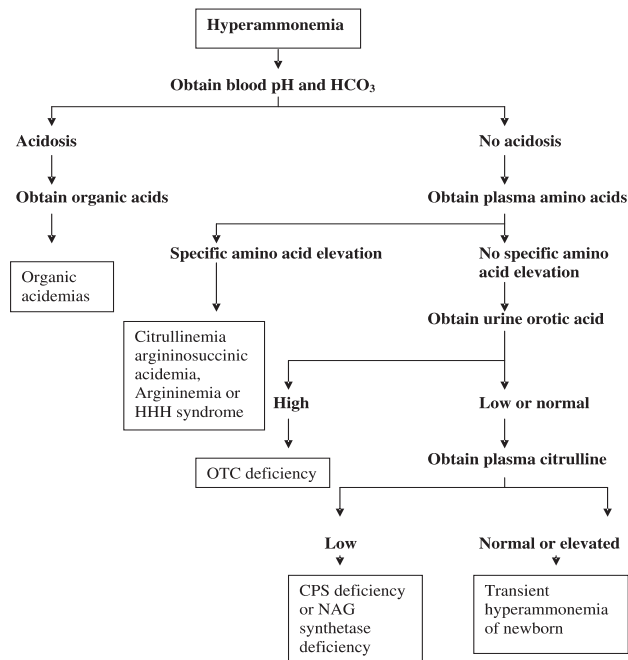 Hyperammonemia
Obtain blood pH and HCO₃
Acidosis
No acidosis
Obtain organic acids
Obtain plasma amino acids
Organic
acidemias
Specific amino acid elevation
No specific amino
acid elevation
Citrullinemia
argininosuccinic
acidemia,
Argininemia or
HHH syndrome
Obtain urine orotic acid
High
Low or normal
OTC deficiency
Obtain plasma citrulline
Low
Normal or elevated
CPS deficiency
or NAG
synthetase
deficiency
Transient
hyperammonemia
of newborn